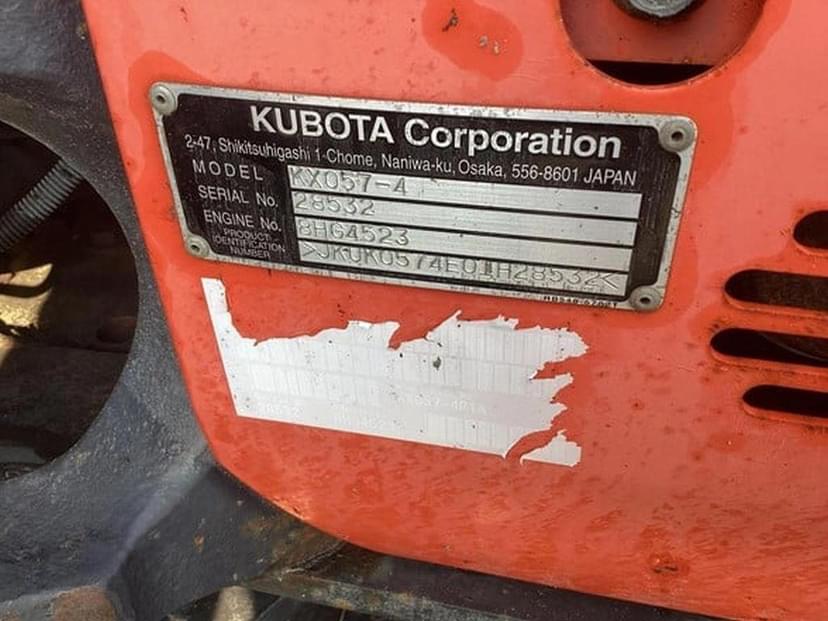 KUBOTA Corporation
2-47, Shikitsuhigashi 1-Chome, Naniwa-ku, Osaka, 556-8601 JAPAN
MODEL KX057-4
SERIAL No. 28532
ENGINE No. 8HG4523
PRODUCT IDENTIFICATION NUMBER >JKUK0574E01H28532<